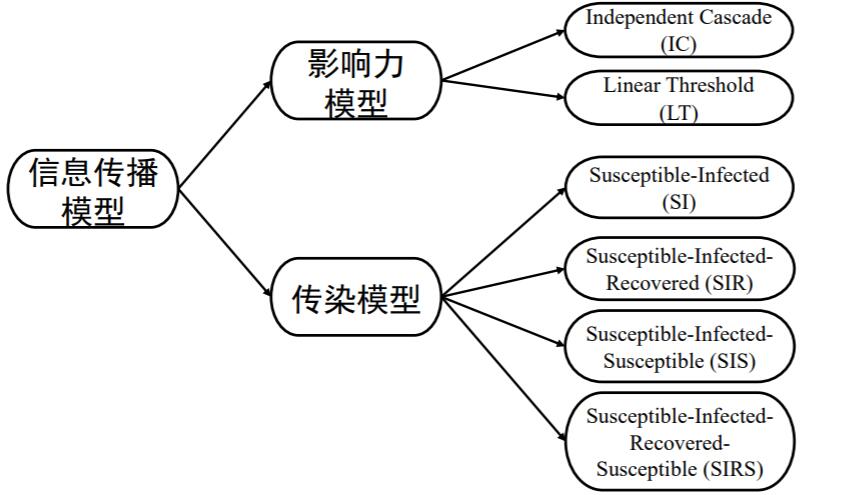 信息传播
模型
影响力
模型
Independent Cascade
(IC)
Linear Threshold
(LT)
传染模型
Susceptible-Infected
(SI)
Susceptible-Infected-
Recovered (SIR)
Susceptible-Infected-
Susceptible (SIS)
Susceptible-Infected-
Recovered-
Susceptible (SIRS)